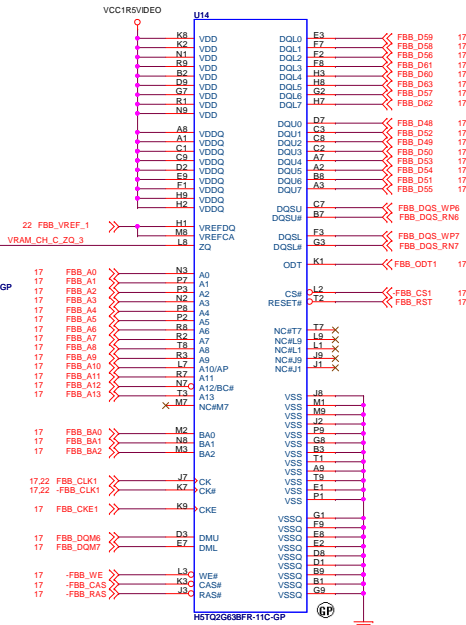 VCC1R5VIDEO
U14
K8 VDD DQL0 E3 FBB_D59 17
K2 VDD DQL1 F7 FBB_D58 17
N1 VDD DQL2 F2 FBB_D56 17
R9 VDD DQL3 F8 FBB_D61 17
B2 VDD DQL4 H3 FBB_D60 17
D9 VDD DQL5 H8 FBB_D63 17
G7 VDD DQL6 G2 FBB_D57 17
R1 VDD DQL7 H7 FBB_D62 17
N9 VDD
A8 VDDQ DQU0 D7 FBB_D48 17
A1 VDDQ DQU1 C3 FBB_D52 17
C1 VDDQ DQU2 C8 FBB_D49 17
C9 VDDQ DQU3 C2 FBB_D50 17
D2 VDDQ DQU4 A7 FBB_D53 17
E9 VDDQ DQU5 A2 FBB_D54 17
F1 VDDQ DQU6 B8 FBB_D51 17
H9 VDDQ DQU7 A3 FBB_D55 17
H2 VDDQ
DQSU C7 FBB_DQS_WP6
DQSU# B7 FBB_DQS_RN6
22 FBB_VREF_1 H1 VREFDQ
M8 VREFCA DQSL F3 FBB_DQS_WP7
VRAM_CH_C_ZQ_3 L8 ZQ DQSL# G3 FBB_DQS_RN7
ODT K1 FBB_ODT1 17
GP
17 FBB_A0 N3 A0
17 FBB_A1 P7 A1
17 FBB_A2 P3 A2 CS# L2 -FBB_CS1 17
17 FBB_A3 N2 A3 RESET# T2 FBB_RST 17
17 FBB_A4 P8 A4
17 FBB_A5 P2 A5
17 FBB_A6 R8 A6 NC#T7 T7
17 FBB_A7 R2 A7 NC#L9 L9
17 FBB_A8 T8 A8 NC#L1 L1
17 FBB_A9 R3 A9 NC#J9 J9
17 FBB_A10 L7 A10/AP NC#J1 J1
17 FBB_A11 R7 A11
17 FBB_A12 N7 A12/BC#
17 FBB_A13 T3 A13
M7 NC#M7
VSS J8
VSS M1
VSS M9
VSS J2
17 FBB_BA0 M2 BA0 VSS P9
17 FBB_BA1 N8 BA1 VSS G8
17 FBB_BA2 M3 BA2 VSS B3
VSS T1
VSS A9
17,22 FBB_CLK1 J7 CK VSS T9
17,22 -FBB_CLK1 K7 CK# VSS E1
VSS P1
17 FBB_CKE1 K9 CKE
VSSQ G1
VSSQ F9
17 FBB_DQM6 D3 DMU VSSQ E8
17 FBB_DQM7 E7 DML VSSQ E2
VSSQ D8
VSSQ D1
17 -FBB_WE L3 WE# VSSQ B9
17 -FBB_CAS K3 CAS# VSSQ B1
17 -FBB_RAS J3 RAS# VSSQ G9
H5TQ2G63BFR-11C-GP
GP